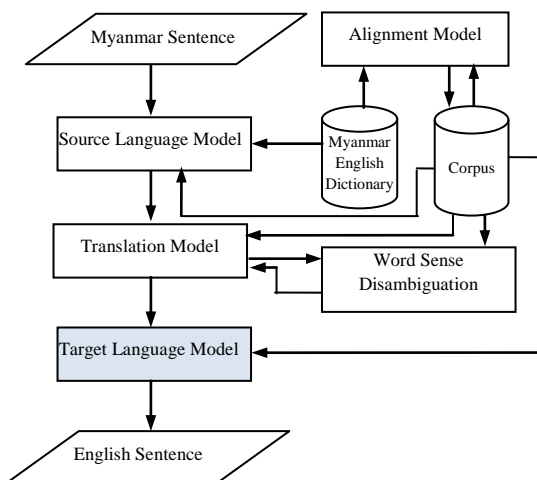 Myanmar Sentence
Alignment Model
Source Language Model
Myanmar
English
Dictionary
Corpus
Translation Model
Word Sense
Disambiguation
Target Language Model
English Sentence